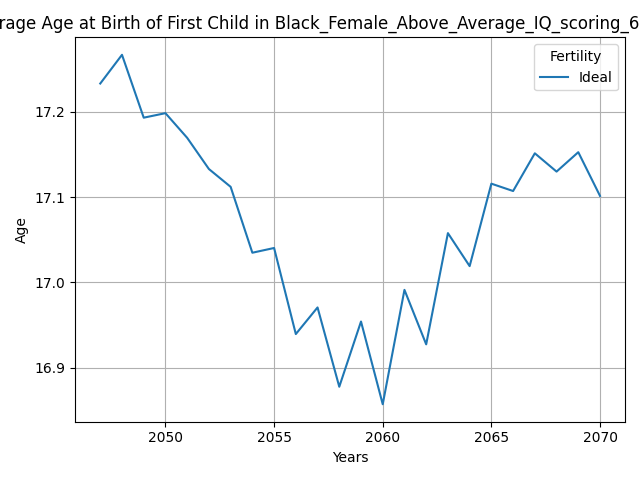 rage Age at Birth of First Child in Black_Female_Above_Average_IQ_scoring_6
Fertility
Ideal
17.2
17.1
17.0
16.9
Age
2050 2055 2060 2065 2070
Years